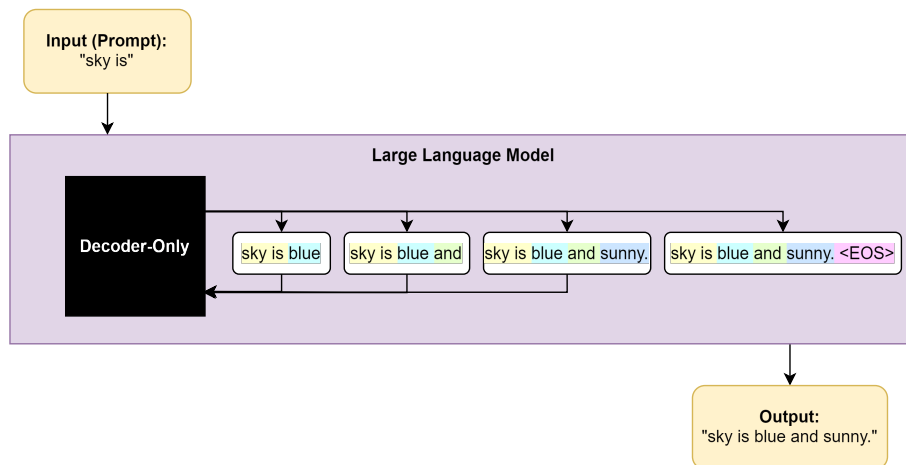 Input (Prompt):
"sky is"
Large Language Model
Decoder-Only
sky is blue
sky is blue and
sky is blue and sunny.
sky is blue and sunny. <EOS>
Output:
"sky is blue and sunny."